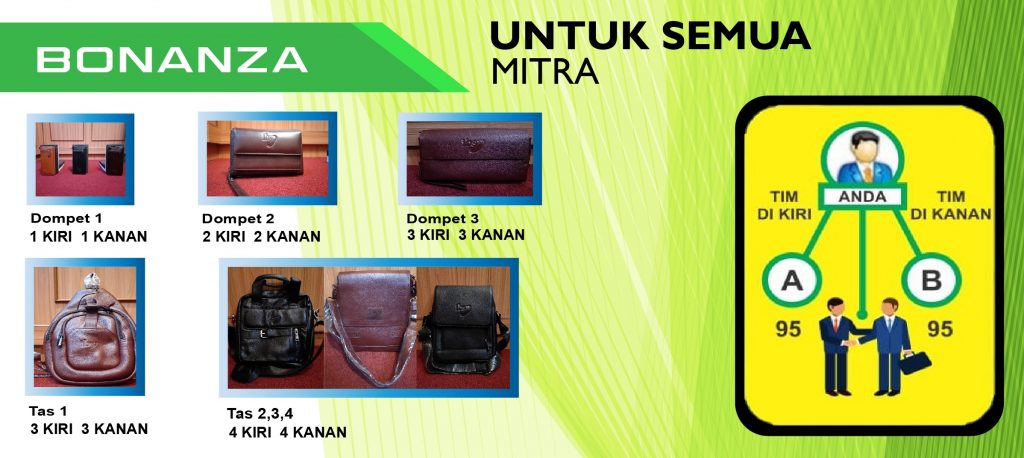 BONANZA
UNTUK SEMUA
MITRA
Dompet 1
1 KIRI 1 KANAN
Dompet 2
2 KIRI 2 KANAN
Dompet 3
3 KIRI 3 KANAN
Tas 1
3 KIRI 3 KANAN
Tas 2,3,4
4 KIRI 4 KANAN
TIM
DI KIRI
ANDA
TIM
DI KANAN
A
B
95
95